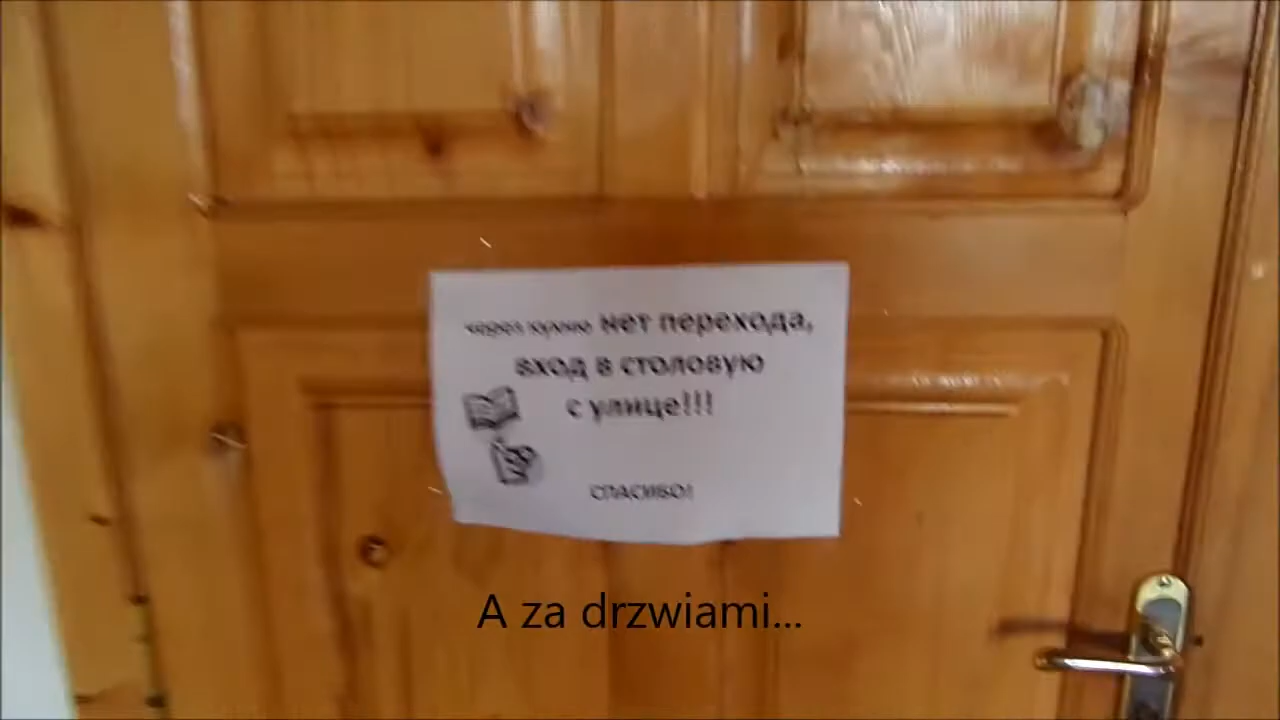 через кухню нет перехода,
вход в столовую
с улице!!!
СПАСИБО!
A za drzwiami...